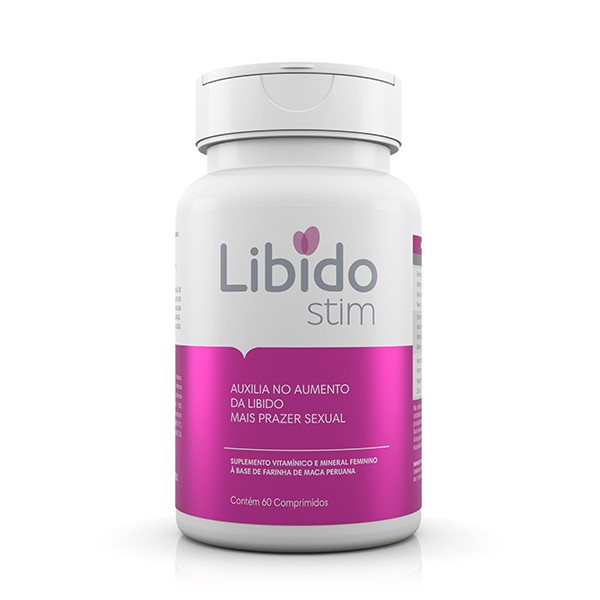 Libido
stim
AUXILIA NO AUMENTO
DA LIBIDO
MAIS PRAZER SEXUAL
SUPLEMENTO VITAMÍNICO E MINERAL FEMININO
À BASE DE FARINHA DE MACA PERUANA
Contém 60 Comprimidos